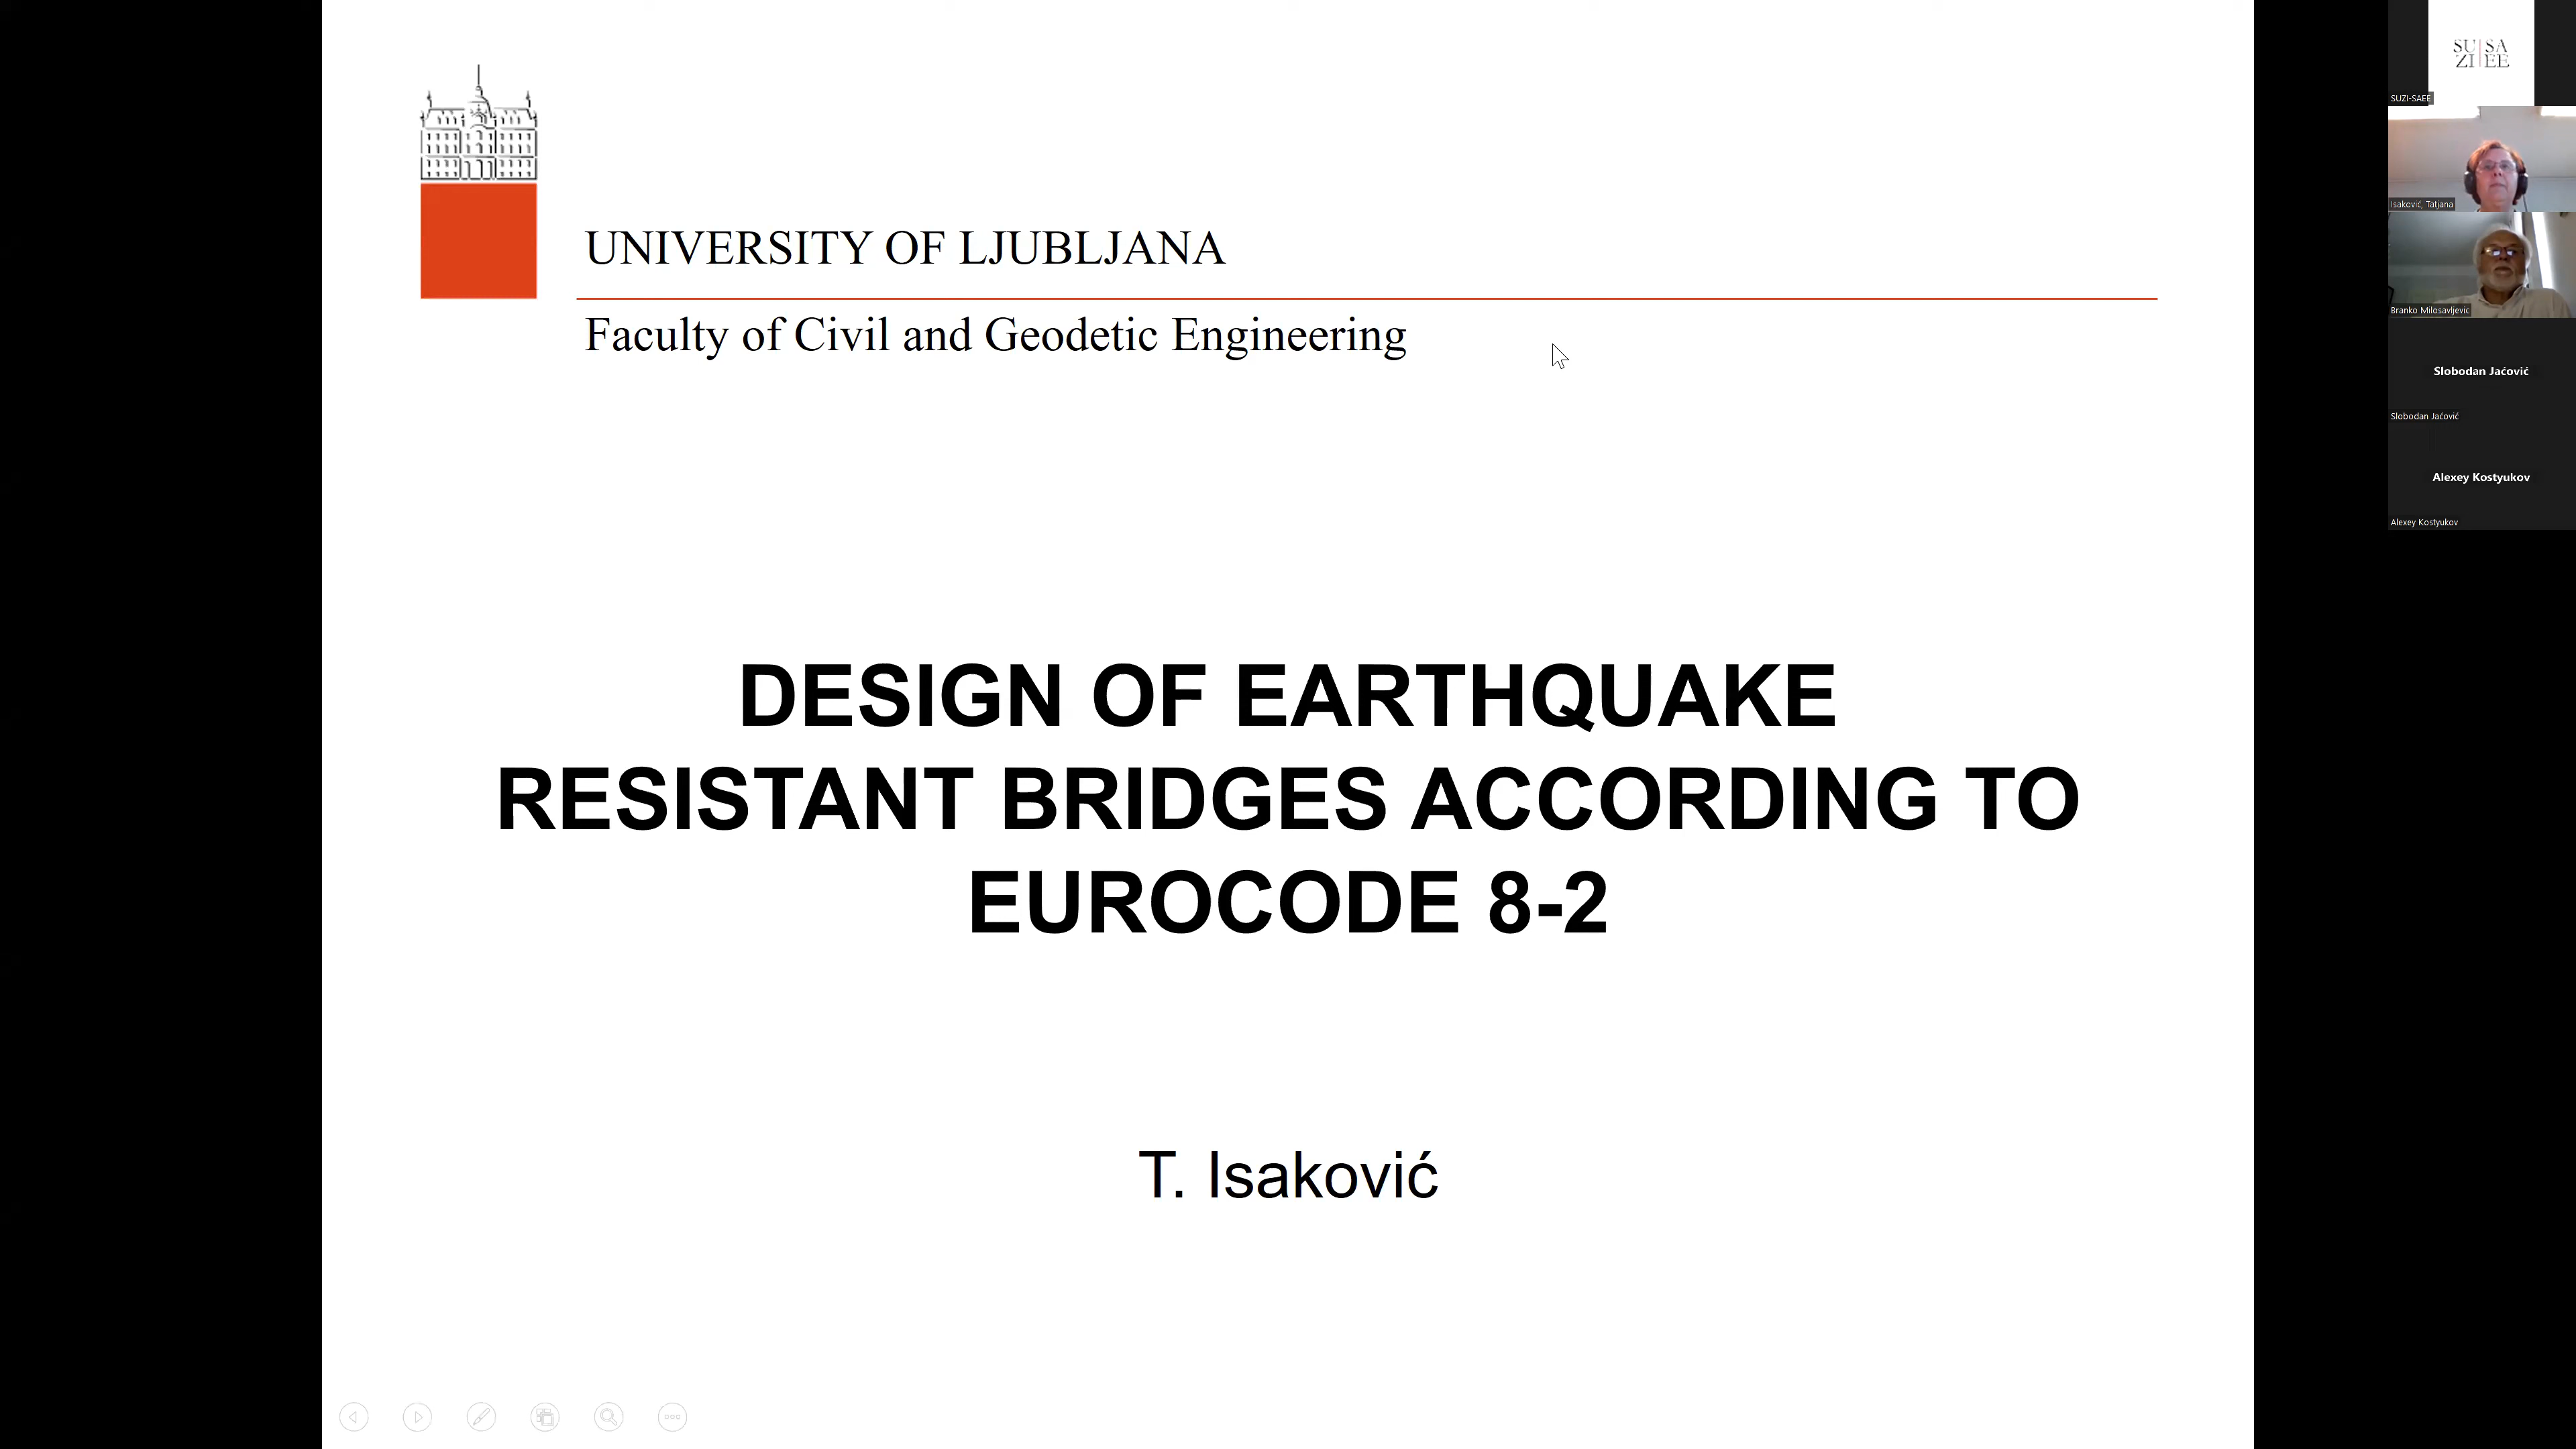 UNIVERSITY OF LJUBLJANA
Faculty of Civil and Geodetic Engineering
DESIGN OF EARTHQUAKE
RESISTANT BRIDGES ACCORDING TO
EUROCODE 8-2
T. Isaković
SU|SA
ZI|EE
SUZI-SAEE
Isaković, Tatjana
Branko Milosavljevic
Slobodan Jaćović
Slobodan Jaćović
Alexey Kostyukov
Alexey Kostyukov